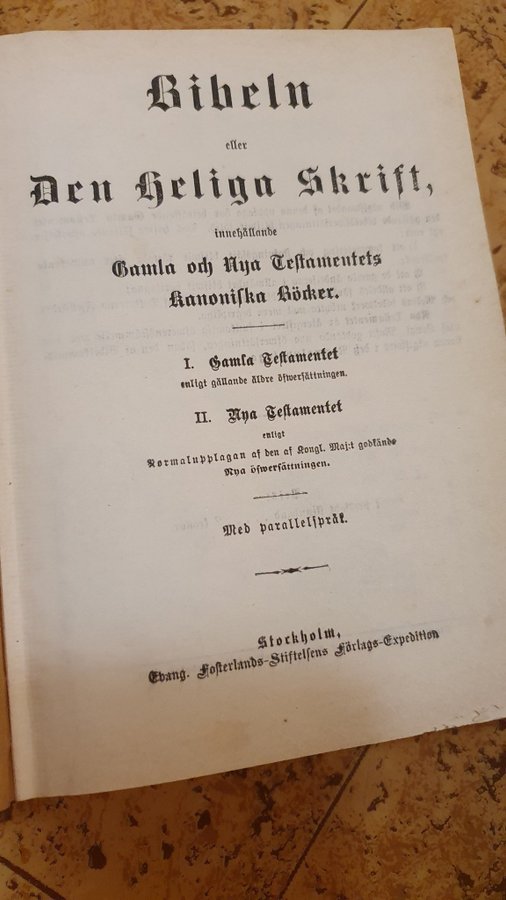 Bibeln
eller
Den Heliga Skrift,
innehållande
Gamla och Nya Testamentets
Kanoniska Böcker.
I. Gamla Testamentet
enligt gällande äldre öfwersättningen.
II. Nya Testamentet
enligt
Normalupplagan af den af Kongl. Maj:t godkände
Nya öfwersättningen.
Med parallelspråk.
Stockholm,
Evang. Fosterlands-Stiftelsens Förlags-Expedition